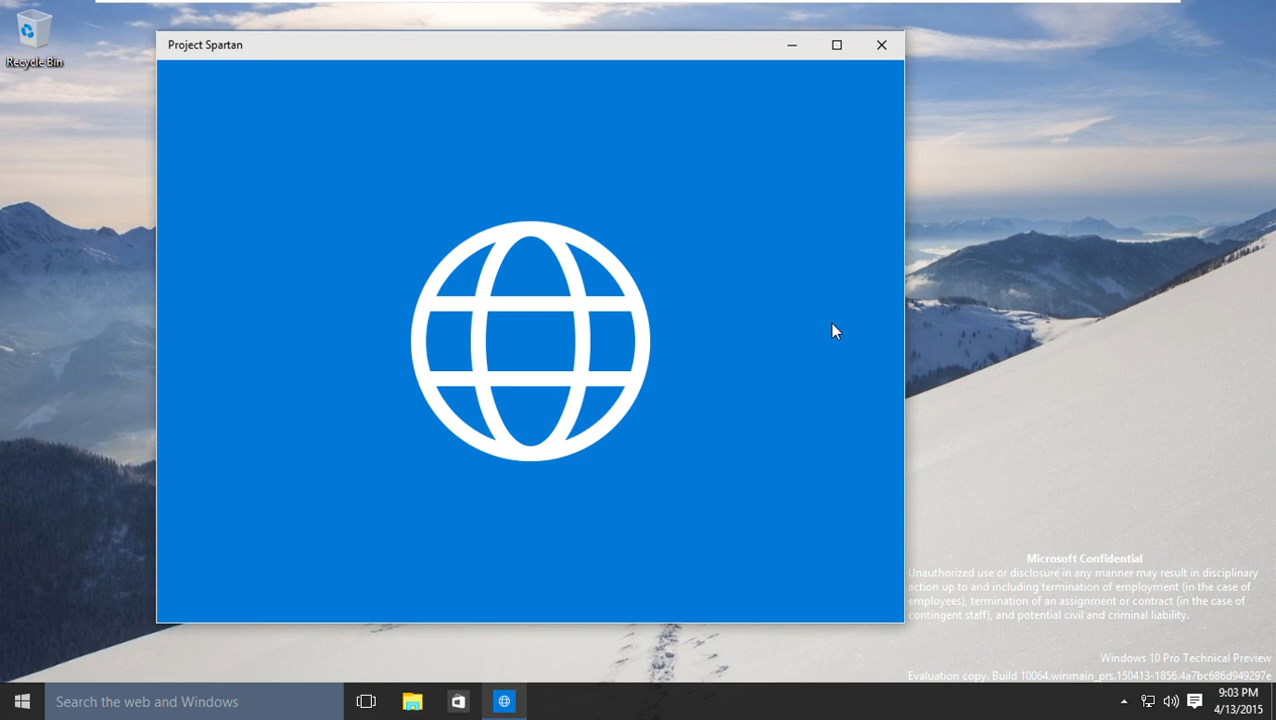 Recycle Bin
Project Spartan
Microsoft Confidential
Unauthorized use or disclosure in any manner may result in disciplinary
action up to and including termination of employment (in the case of
employees), termination of an assignment or contract (in the case of
contingent staff), and potential civil and criminal liability.
Windows 10 Pro Technical Preview
Evaluation copy. Build 10064.winmain_prs.150413-1856.4a7bc686d949297e
Search the web and Windows
9:03 PM
4/13/2015